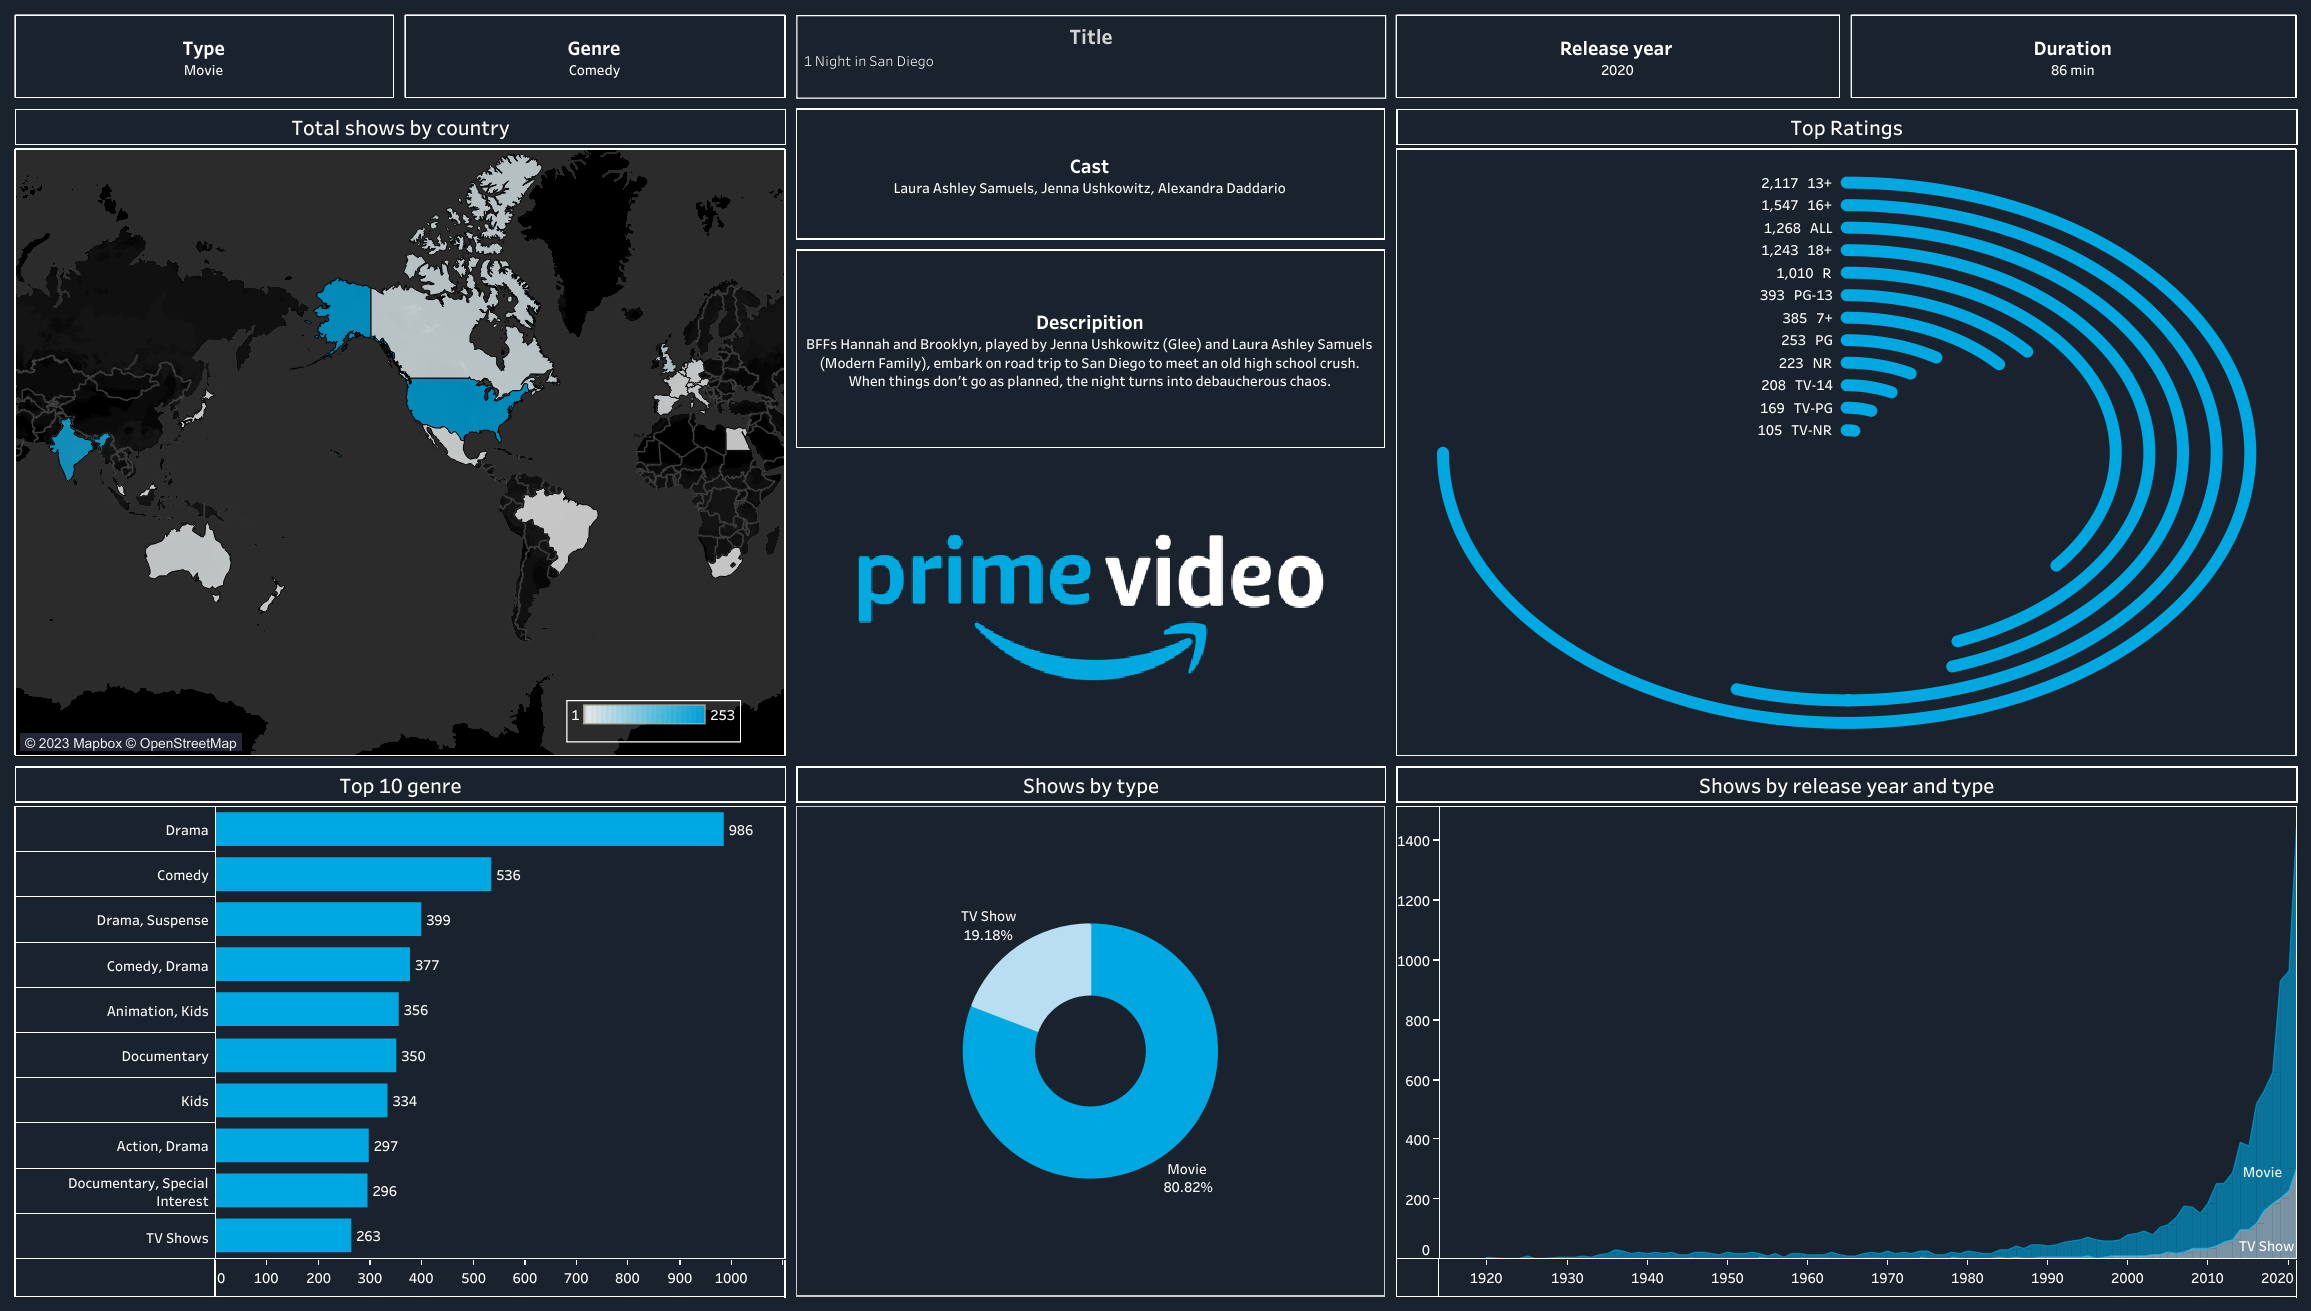 Type
Movie
Genre
Comedy
Title
1 Night in San Diego
Release year
2020
Duration
86 min
Total shows by country
© 2023 Mapbox © OpenStreetMap
1
253
Cast
Laura Ashley Samuels, Jenna Ushkowitz, Alexandra Daddario
Descripition
BFFs Hannah and Brooklyn, played by Jenna Ushkowitz (Glee) and Laura Ashley Samuels
(Modern Family), embark on road trip to San Diego to meet an old high school crush.
When things don't go as planned, the night turns into debaucherous chaos.
prime video
Top Ratings
2,117 13+
1,547 16+
1,268 ALL
1,243 18+
1,010 R
393 PG-13
385 7+
253 PG
223 NR
208 TV-14
169 TV-PG
105 TV-NR
Top 10 genre
Drama 986
Comedy 536
Drama, Suspense 399
Comedy, Drama 377
Animation, Kids 356
Documentary 350
Kids 334
Action, Drama 297
Documentary, Special
Interest 296
TV Shows 263
0 100 200 300 400 500 600 700 800 900 1000
Shows by type
TV Show
19.18%
Movie
80.82%
Shows by release year and type
1400
1200
1000
800
600
400
200
0
Movie
TV Show
1920 1930 1940 1950 1960 1970 1980 1990 2000 2010 2020